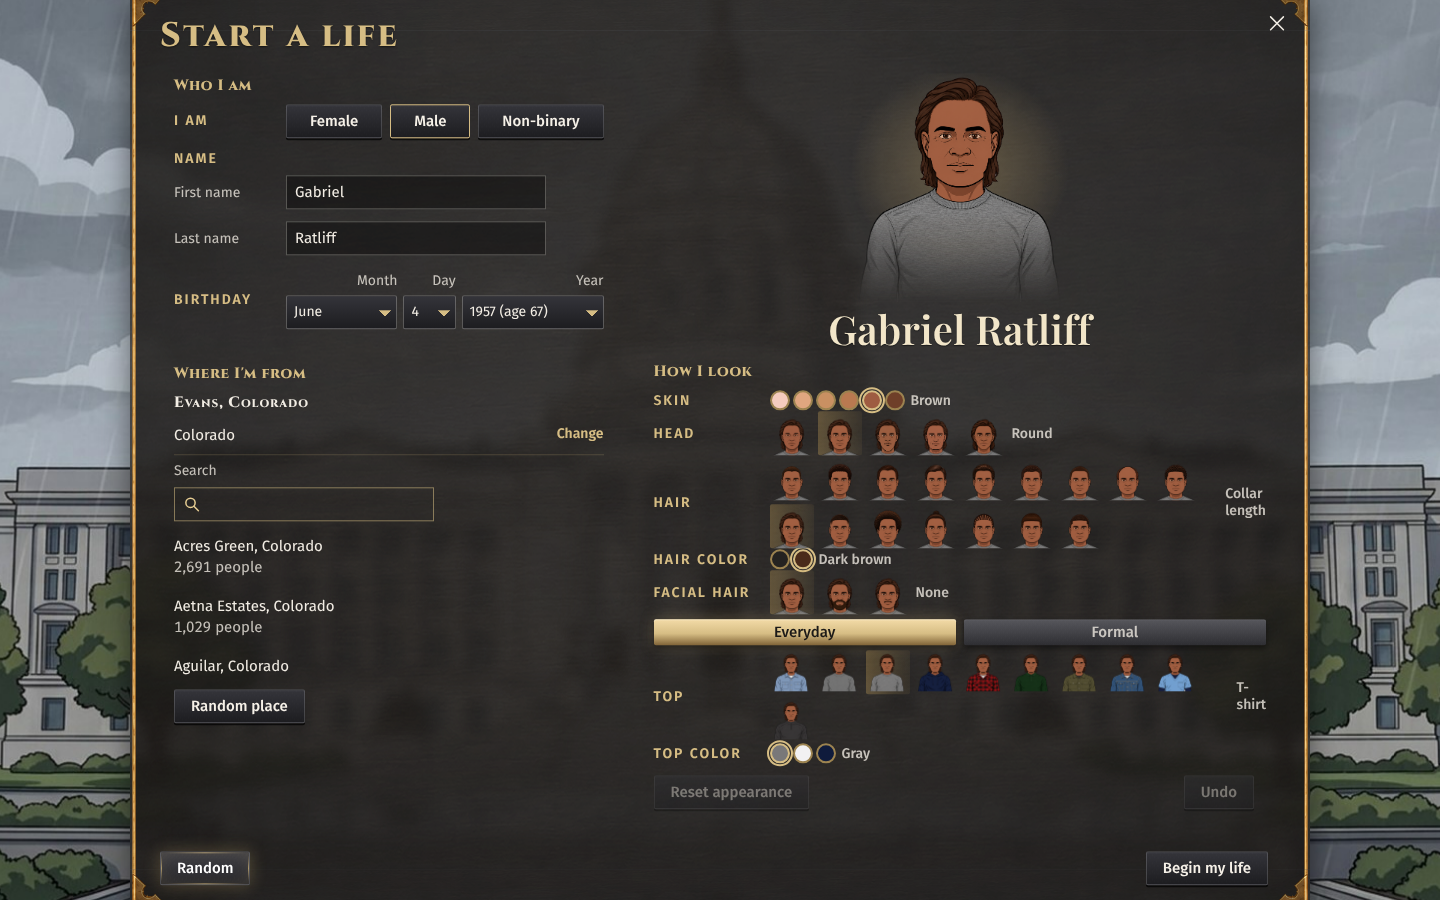 Start a life
Who I am
I AM
Female
Male
Non-binary
NAME
First name
Gabriel
Last name
Ratliff
Month
Day
Year
BIRTHDAY
June
4
1957 (age 67)
Where I'm from
Evans, Colorado
Colorado
Change
Search
Acres Green, Colorado
2,691 people
Aetna Estates, Colorado
1,029 people
Aguilar, Colorado
Random place
Random
Gabriel Ratliff
How I look
SKIN
Brown
HEAD
Round
HAIR
Collar
length
HAIR COLOR
Dark brown
FACIAL HAIR
None
Everyday
Formal
TOP
T-
shirt
TOP COLOR
Gray
Reset appearance
Undo
Begin my life